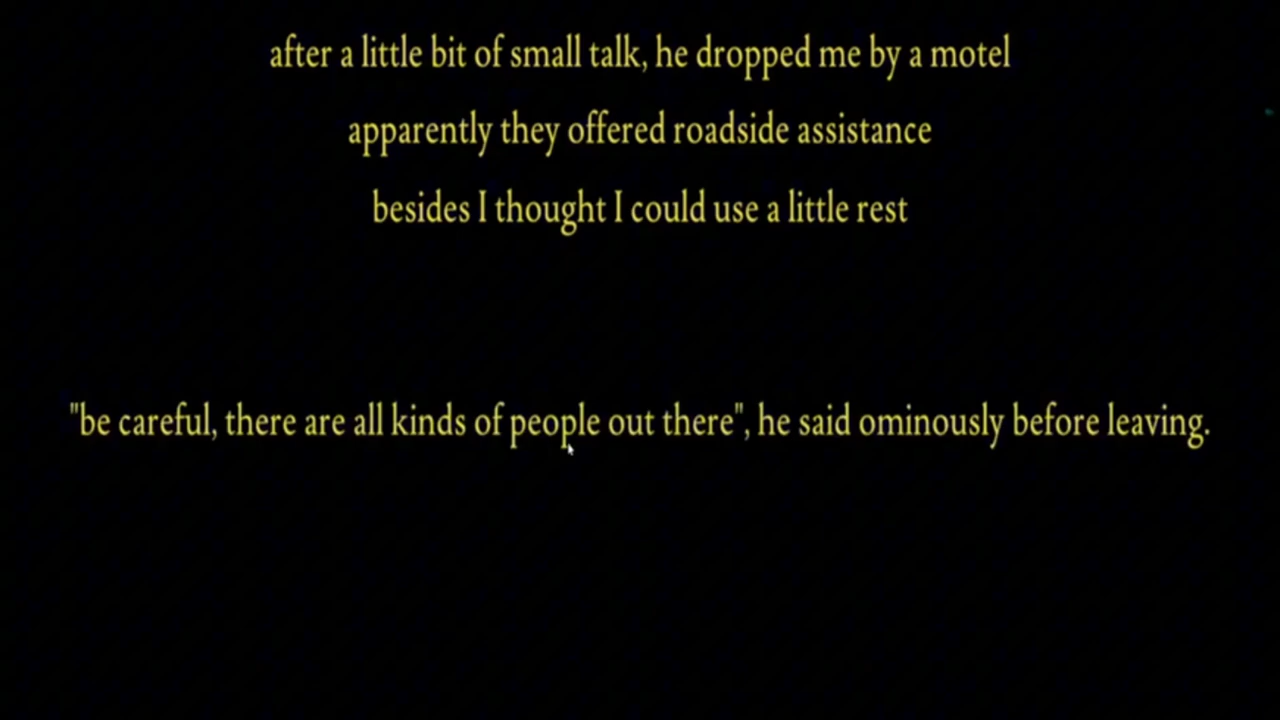 after a little bit of small talk, he dropped me by a motel
apparently they offered roadside assistance
besides I thought I could use a little rest
"be careful, there are all kinds of people out there", he said ominously before leaving.